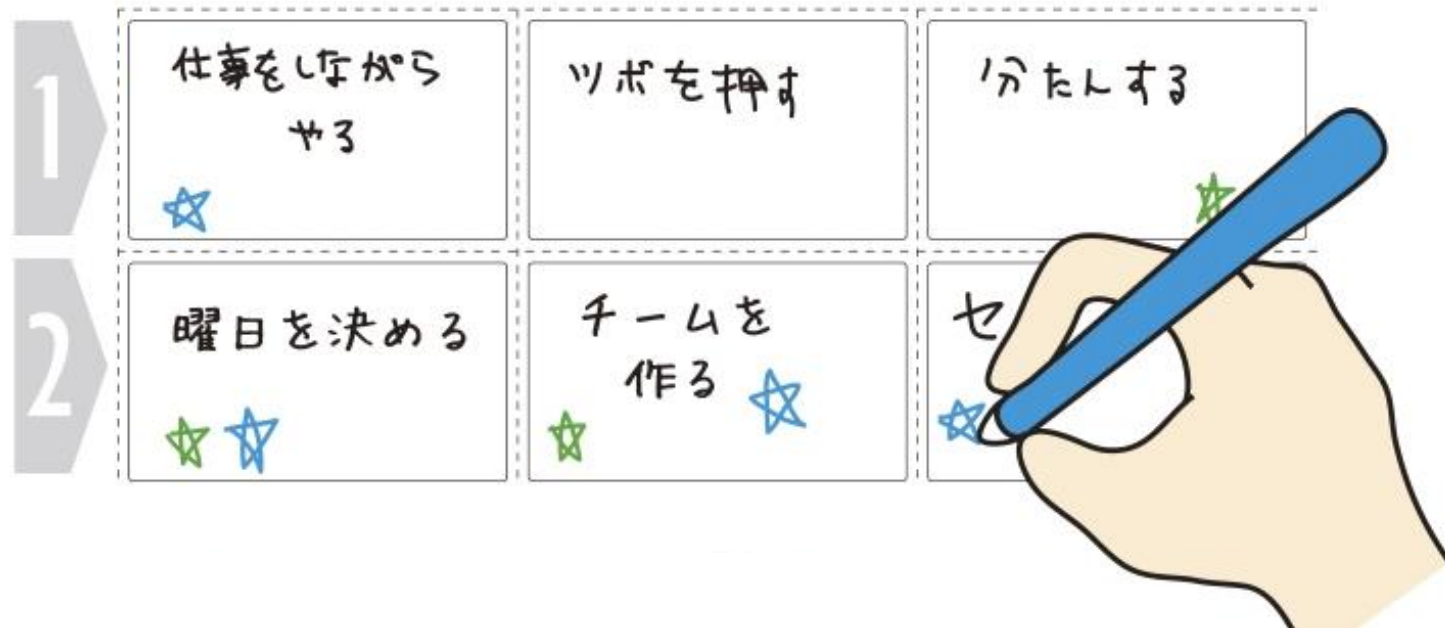 1
仕事をしながら
やる
ツボを押す
分たんする
2
曜日を決める
チームを
作る
セ